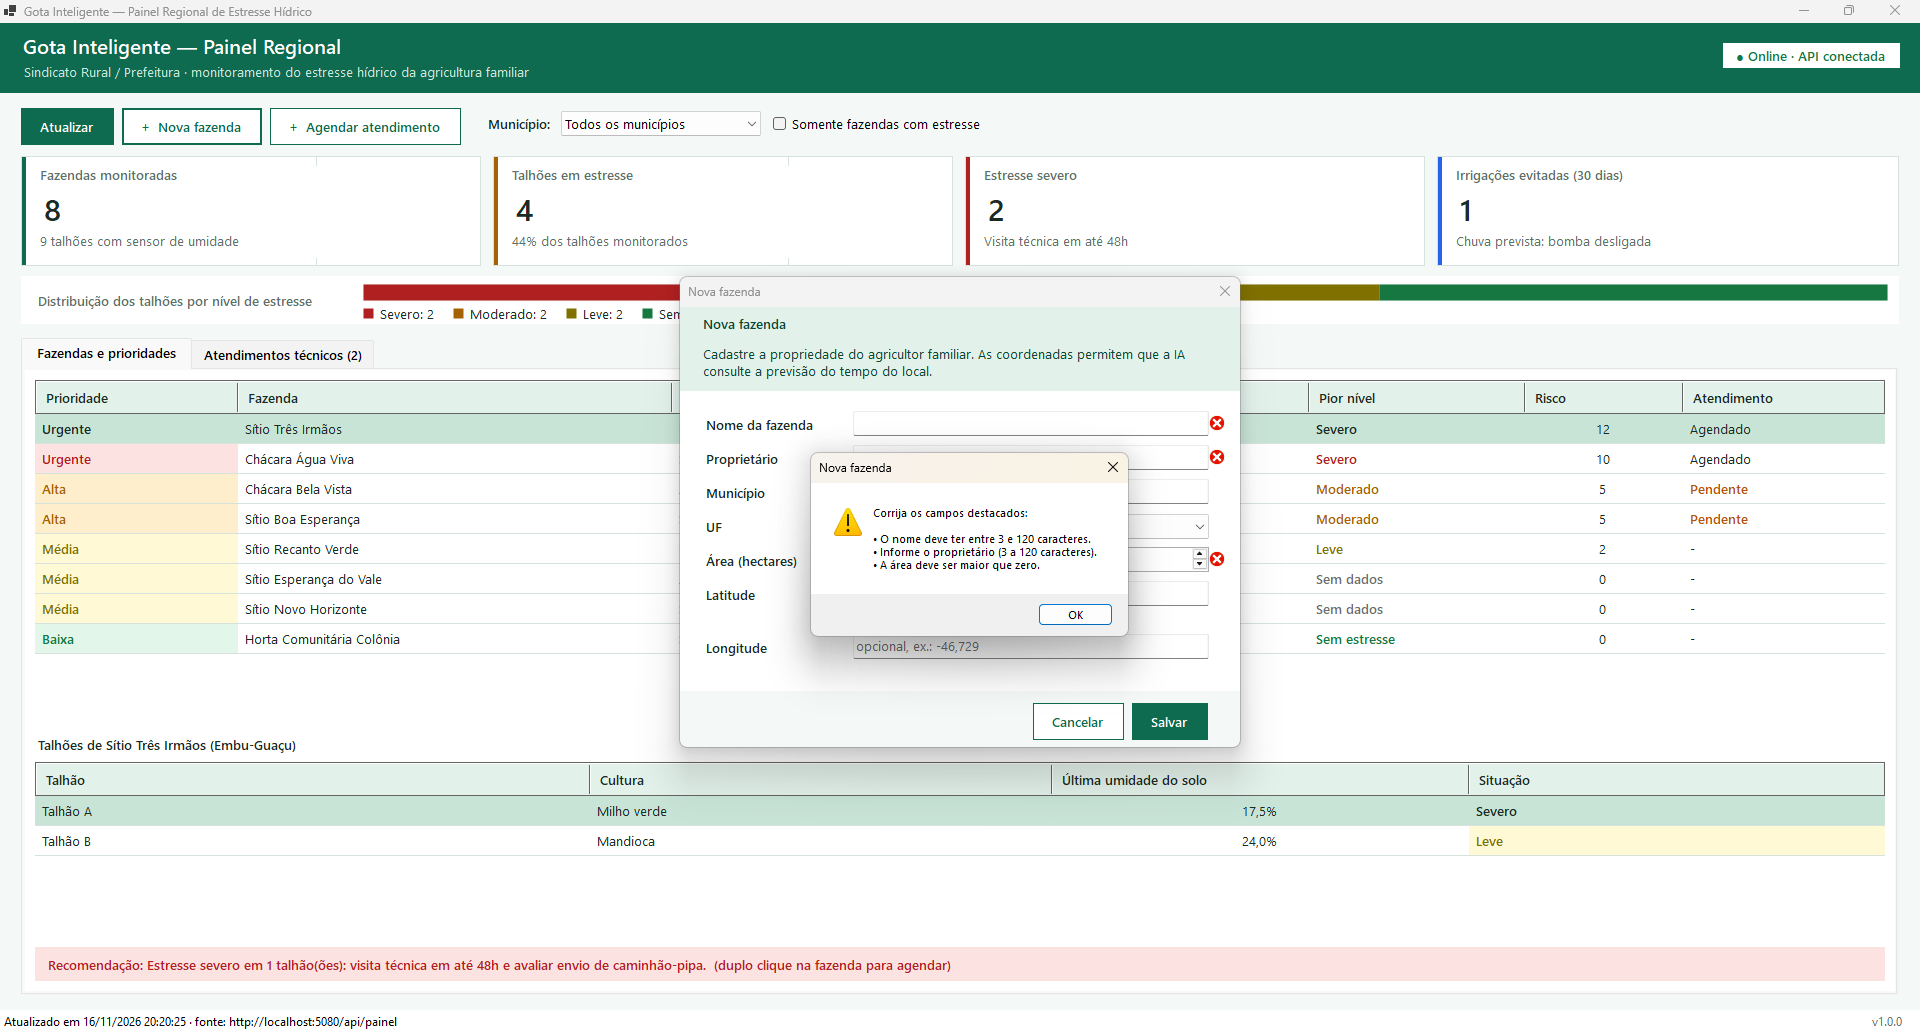 Gota Inteligente — Painel Regional de Estresse Hídrico
Gota Inteligente — Painel Regional
Sindicato Rural / Prefeitura · monitoramento do estresse hídrico da agricultura familiar
● Online · API conectada
Atualizar
+ Nova fazenda
+ Agendar atendimento
Município:
Todos os municípios
Somente fazendas com estresse
Fazendas monitoradas
8
9 talhões com sensor de umidade
Talhões em estresse
4
44% dos talhões monitorados
Estresse severo
2
Visita técnica em até 48h
Irrigações evitadas (30 dias)
1
Chuva prevista: bomba desligada
Distribuição dos talhões por nível de estresse
Severo: 2 Moderado: 2 Leve: 2 Sem
Fazendas e prioridades
Atendimentos técnicos (2)
Prioridade Fazenda Pior nível Risco Atendimento
Urgente Sítio Três Irmãos Severo 12 Agendado
Urgente Chácara Água Viva Severo 10 Agendado
Alta Chácara Bela Vista Moderado 5 Pendente
Alta Sítio Boa Esperança Moderado 5 Pendente
Média Sítio Recanto Verde Leve 2 -
Média Sítio Esperança do Vale Sem dados 0 -
Média Sítio Novo Horizonte Sem dados 0 -
Baixa Horta Comunitária Colônia Sem estresse 0 -
Nova fazenda
Nova fazenda
Cadastre a propriedade do agricultor familiar. As coordenadas permitem que a IA
consulte a previsão do tempo do local.
Nome da fazenda
Proprietário
Município
UF
Área (hectares)
Latitude
Longitude
opcional, ex.: -46,729
Cancelar
Salvar
Nova fazenda
Corrija os campos destacados:
• O nome deve ter entre 3 e 120 caracteres.
• Informe o proprietário (3 a 120 caracteres).
• A área deve ser maior que zero.
OK
Talhões de Sítio Três Irmãos (Embu-Guaçu)
Talhão Cultura Última umidade do solo Situação
Talhão A Milho verde 17,5% Severo
Talhão B Mandioca 24,0% Leve
Recomendação: Estresse severo em 1 talhão(ões): visita técnica em até 48h e avaliar envio de caminhão-pipa. (duplo clique na fazenda para agendar)
Atualizado em 16/11/2026 20:20:25 · fonte: http://localhost:5080/api/painel
v1.0.0